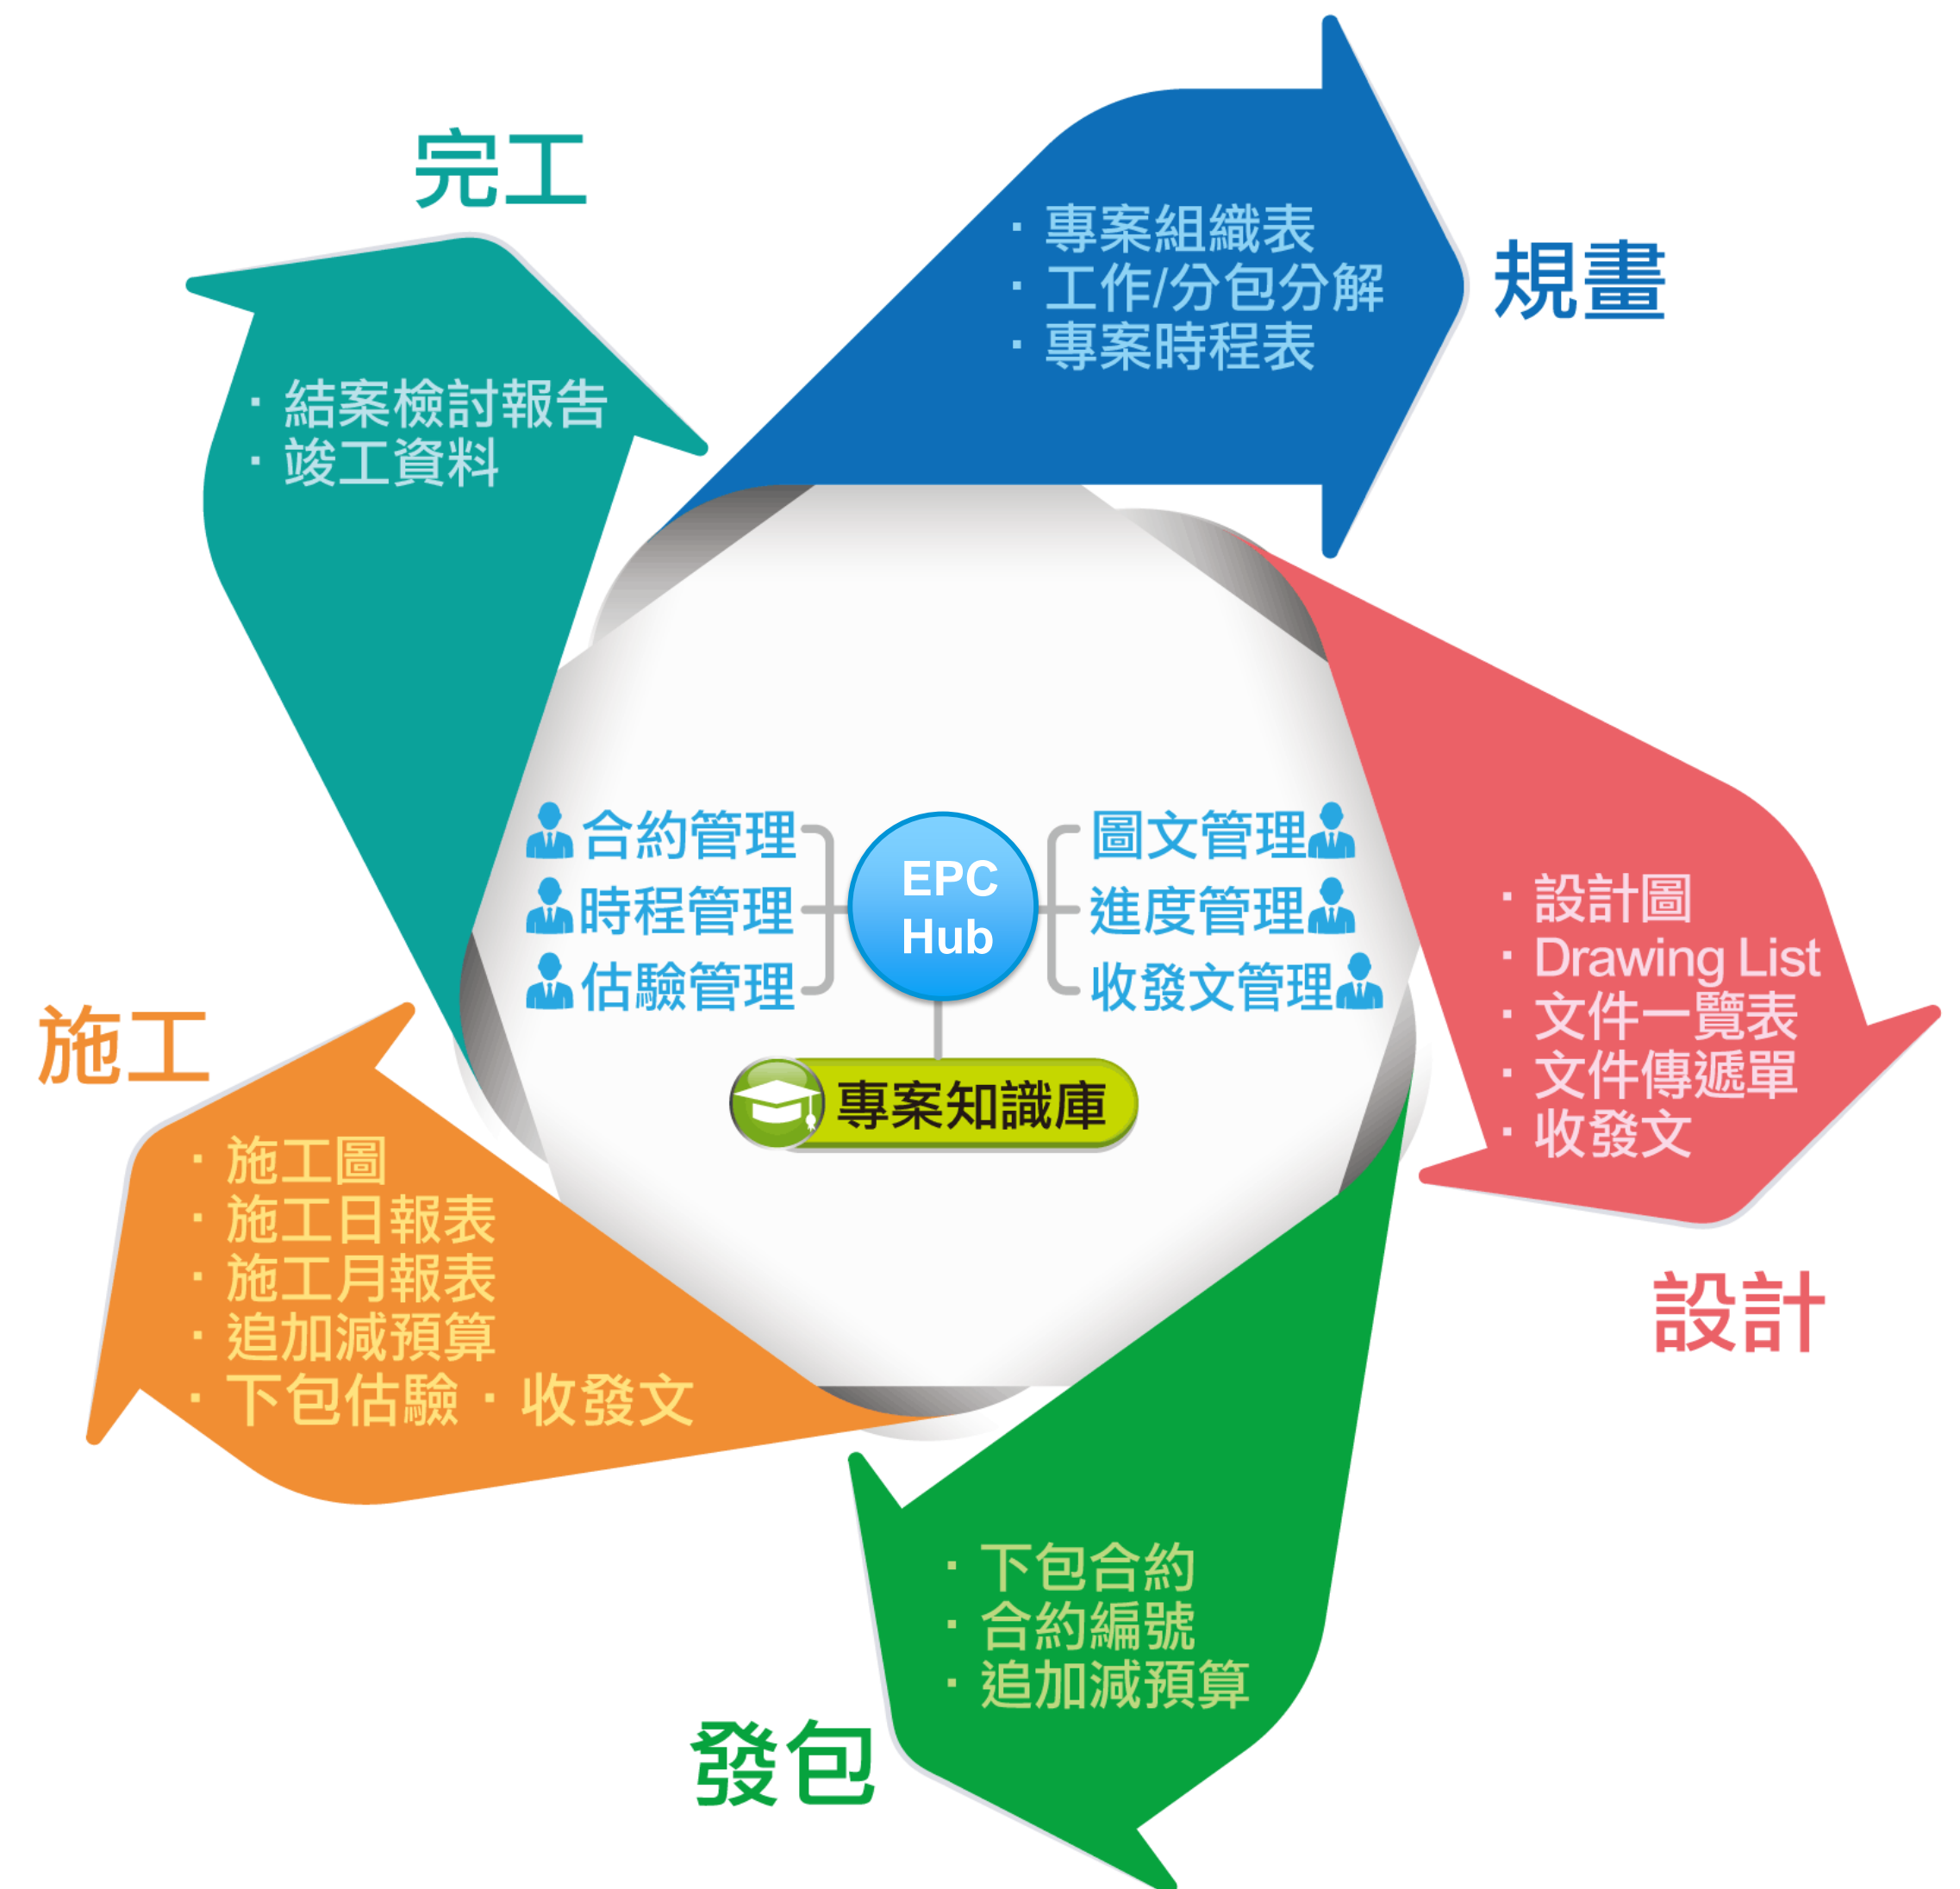 完工
· 結案檢討報告
· 竣工資料
規畫
· 專案組織表
· 工作/分包分解
· 專案時程表
設計
· 設計圖
· Drawing List
· 文件一覽表
· 文件傳遞單
· 收發文
發包
· 下包合約
· 合約編號
· 追加減預算
施工
· 施工圖
· 施工日報表
· 施工月報表
· 追加減預算
· 下包估驗 · 收發文
合約管理
時程管理
估驗管理
EPC
Hub
圖文管理
進度管理
收發文管理
專案知識庫